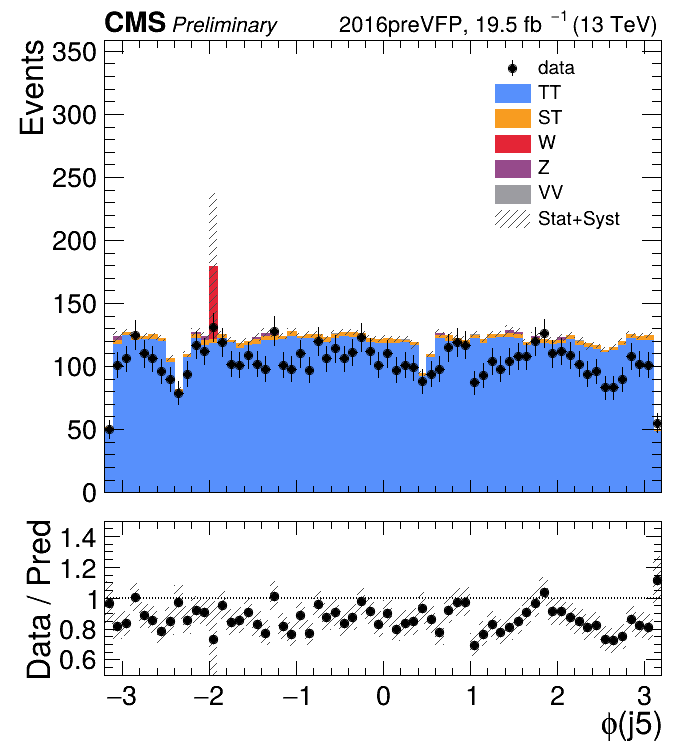 CMS Preliminary 2016preVFP, 19.5 fb⁻¹ (13 TeV)
Events
350
300
250
200
150
100
50
0
data
TT
ST
W
Z
VV
Stat+Syst
Data / Pred
1.4
1.2
1
0.8
0.6
−3 −2 −1 0 1 2 3
ϕ(j5)